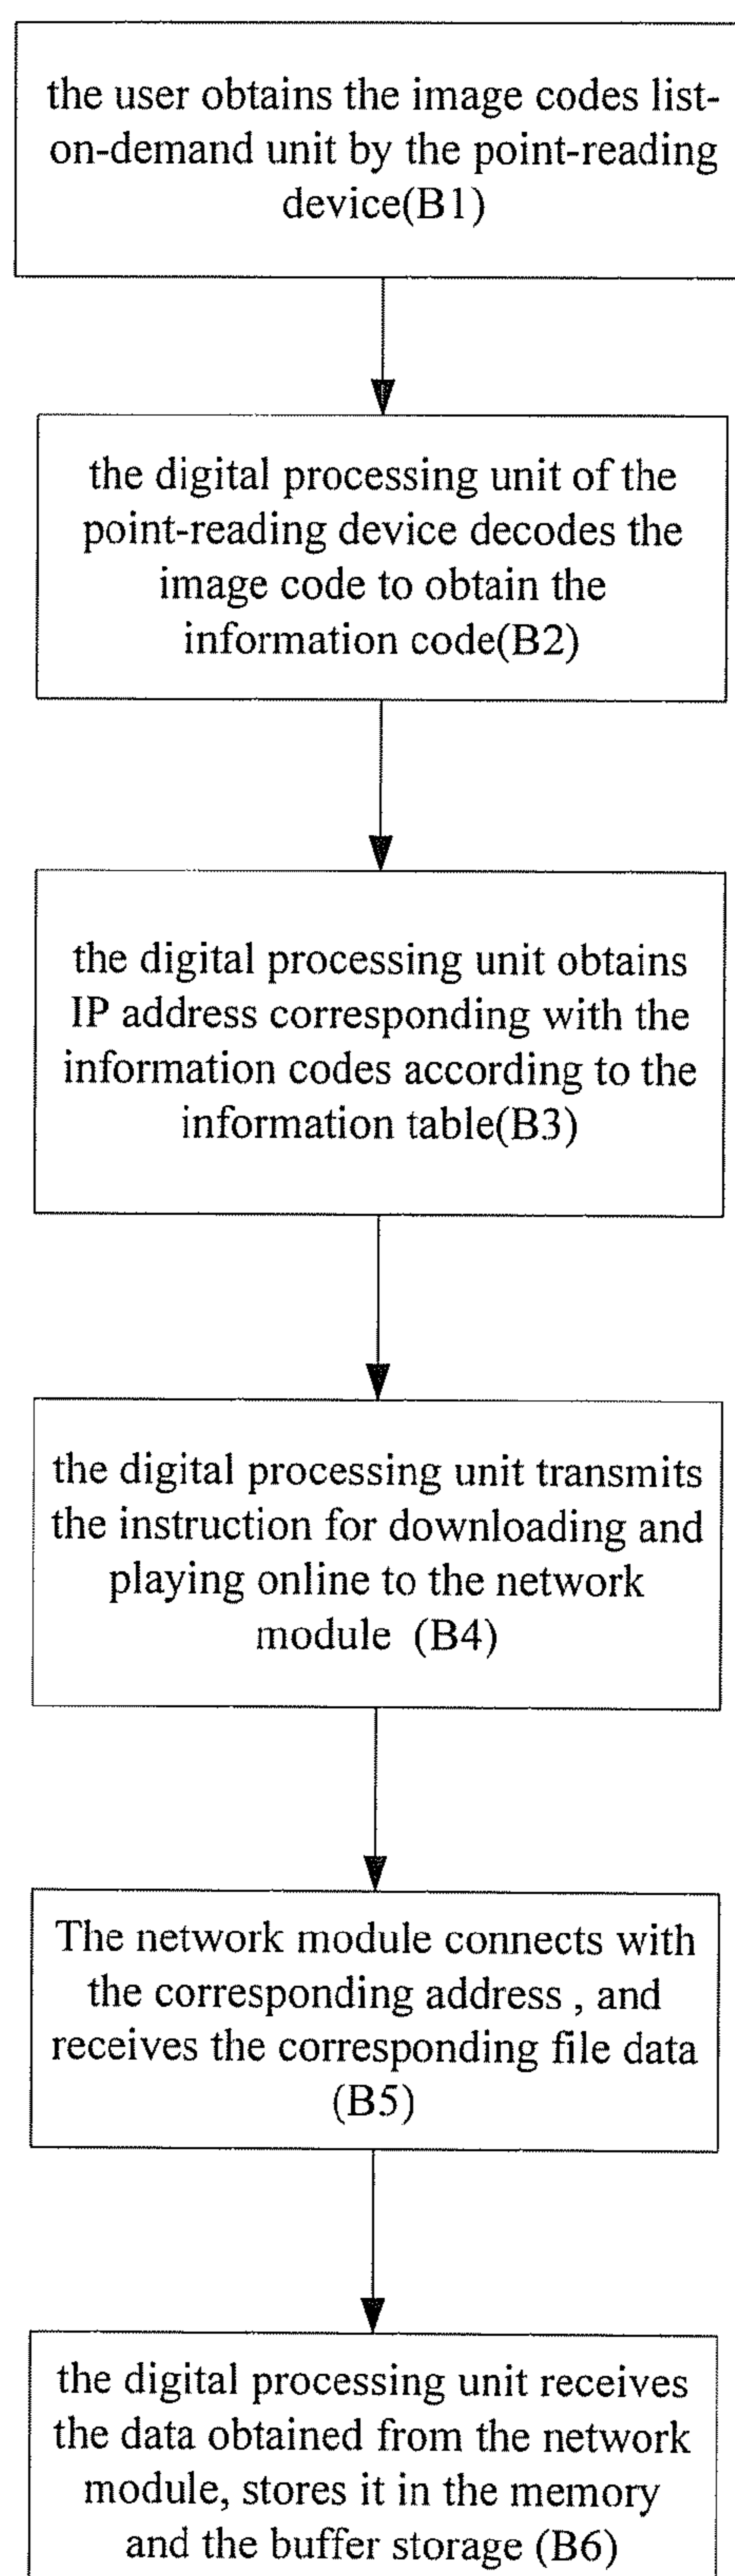 the user obtains the image codes list-
on-demand unit by the point-reading
device(B1)
the digital processing unit of the
point-reading device decodes the
image code to obtain the
information code(B2)
the digital processing unit obtains
IP address corresponding with the
information codes according to the
information table(B3)
the digital processing unit transmits
the instruction for downloading and
playing online to the network
module (B4)
The network module connects with
the corresponding address , and
receives the corresponding file data
(B5)
the digital processing unit receives
the data obtained from the network
module, stores it in the memory
and the buffer storage (B6)